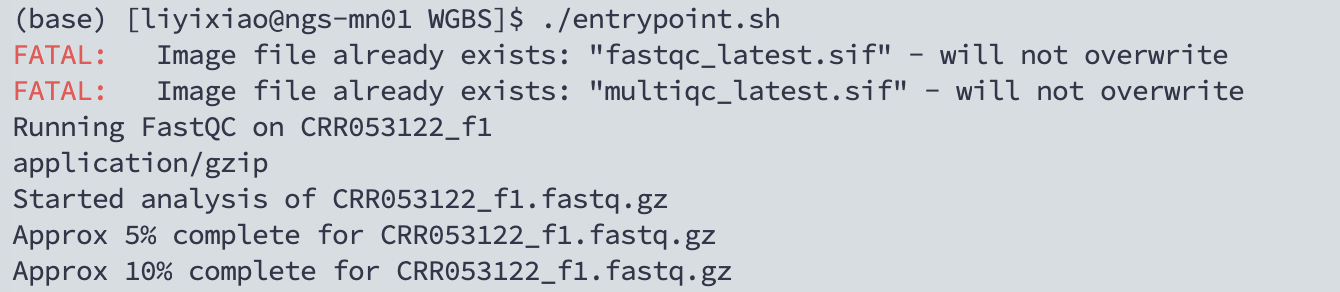 (base) [liyixiao@ngs-mn01 WGBS]$ ./entrypoint.sh
FATAL:   Image file already exists: "fastqc_latest.sif" - will not overwrite
FATAL:   Image file already exists: "multiqc_latest.sif" - will not overwrite
Running FastQC on CRR053122_f1
application/gzip
Started analysis of CRR053122_f1.fastq.gz
Approx 5% complete for CRR053122_f1.fastq.gz
Approx 10% complete for CRR053122_f1.fastq.gz